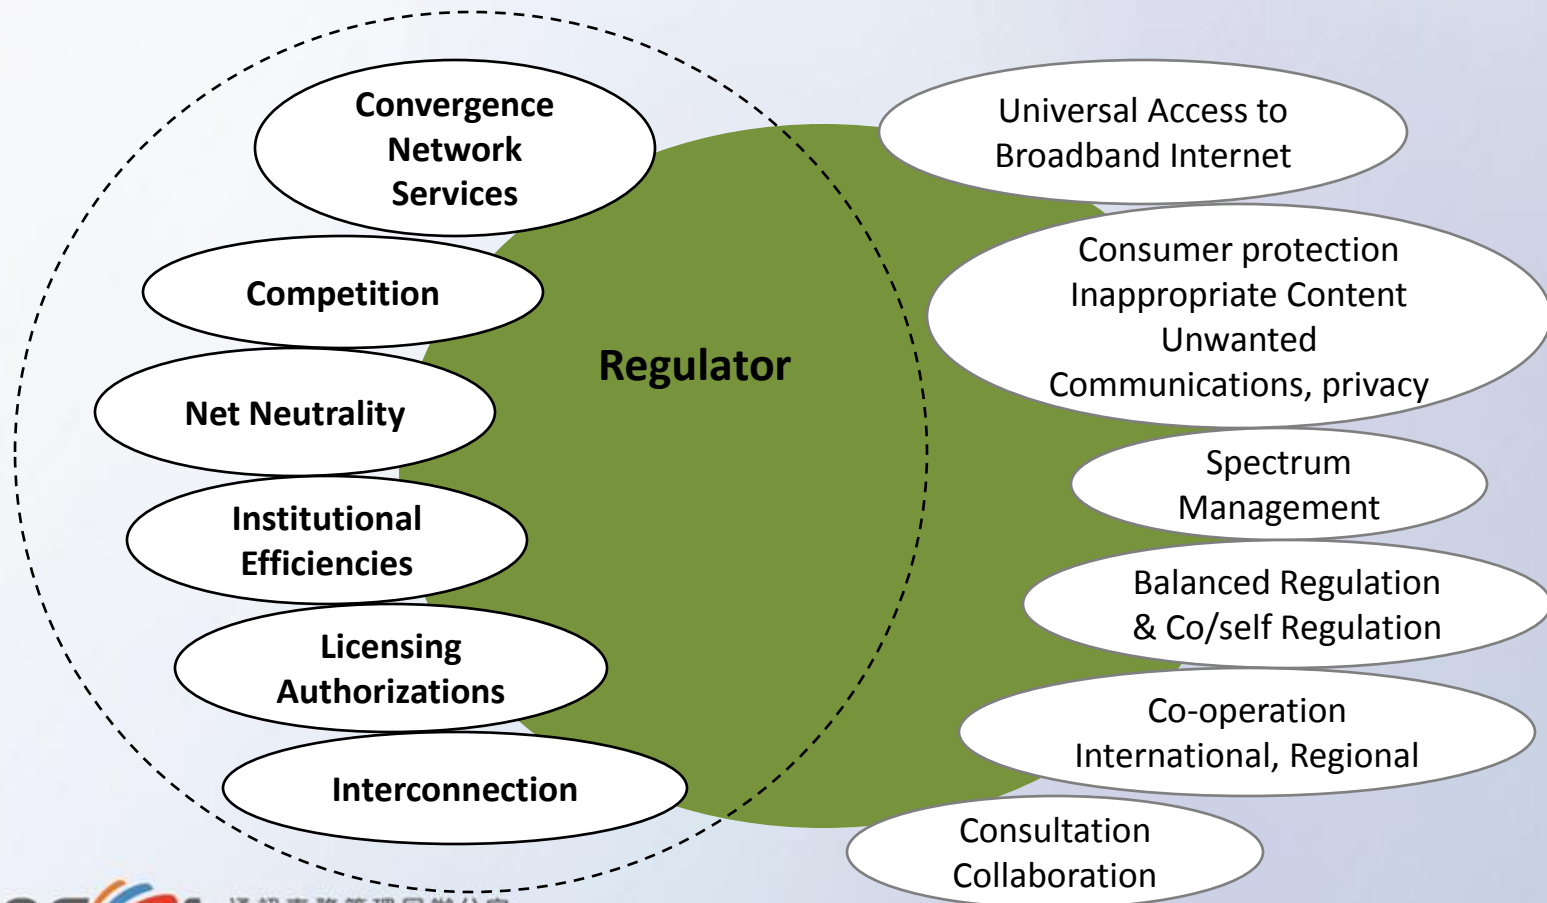 Convergence
Network
Services
Competition
Net Neutrality
Institutional
Efficiencies
Licensing
Authorizations
Interconnection
Regulator
Universal Access to
Broadband Internet
Consumer protection
Inappropriate Content
Unwanted
Communications, privacy
Spectrum
Management
Balanced Regulation
& Co/self Regulation
Co-operation
International, Regional
Consultation
Collaboration